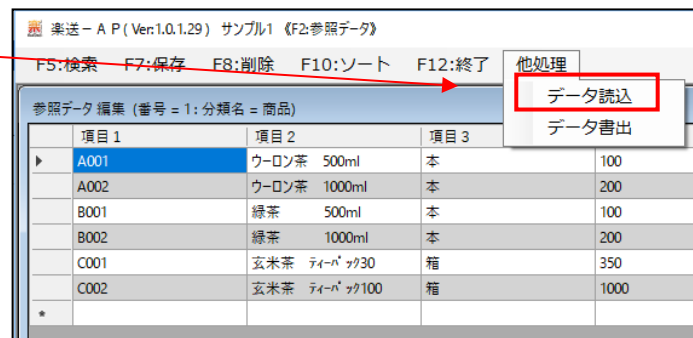 楽送－ＡＰ( Ver:1.0.1.29） サンプル1 《F2:参照データ》
F5:検索 F7:保存 F8:削除 F10:ソート F12:終了 他処理
データ読込
データ書出
参照データ 編集 (番号 = 1 : 分類名 = 商品)
項目１ 項目２ 項目３
A001 ウーロン茶 500ml 本 100
A002 ウーロン茶 1000ml 本 200
B001 緑茶 500ml 本 100
B002 緑茶 1000ml 本 200
C001 玄米茶 ﾃｨｰﾊﾟｯｸ30 箱 350
C002 玄米茶 ﾃｨｰﾊﾟｯｸ100 箱 1000